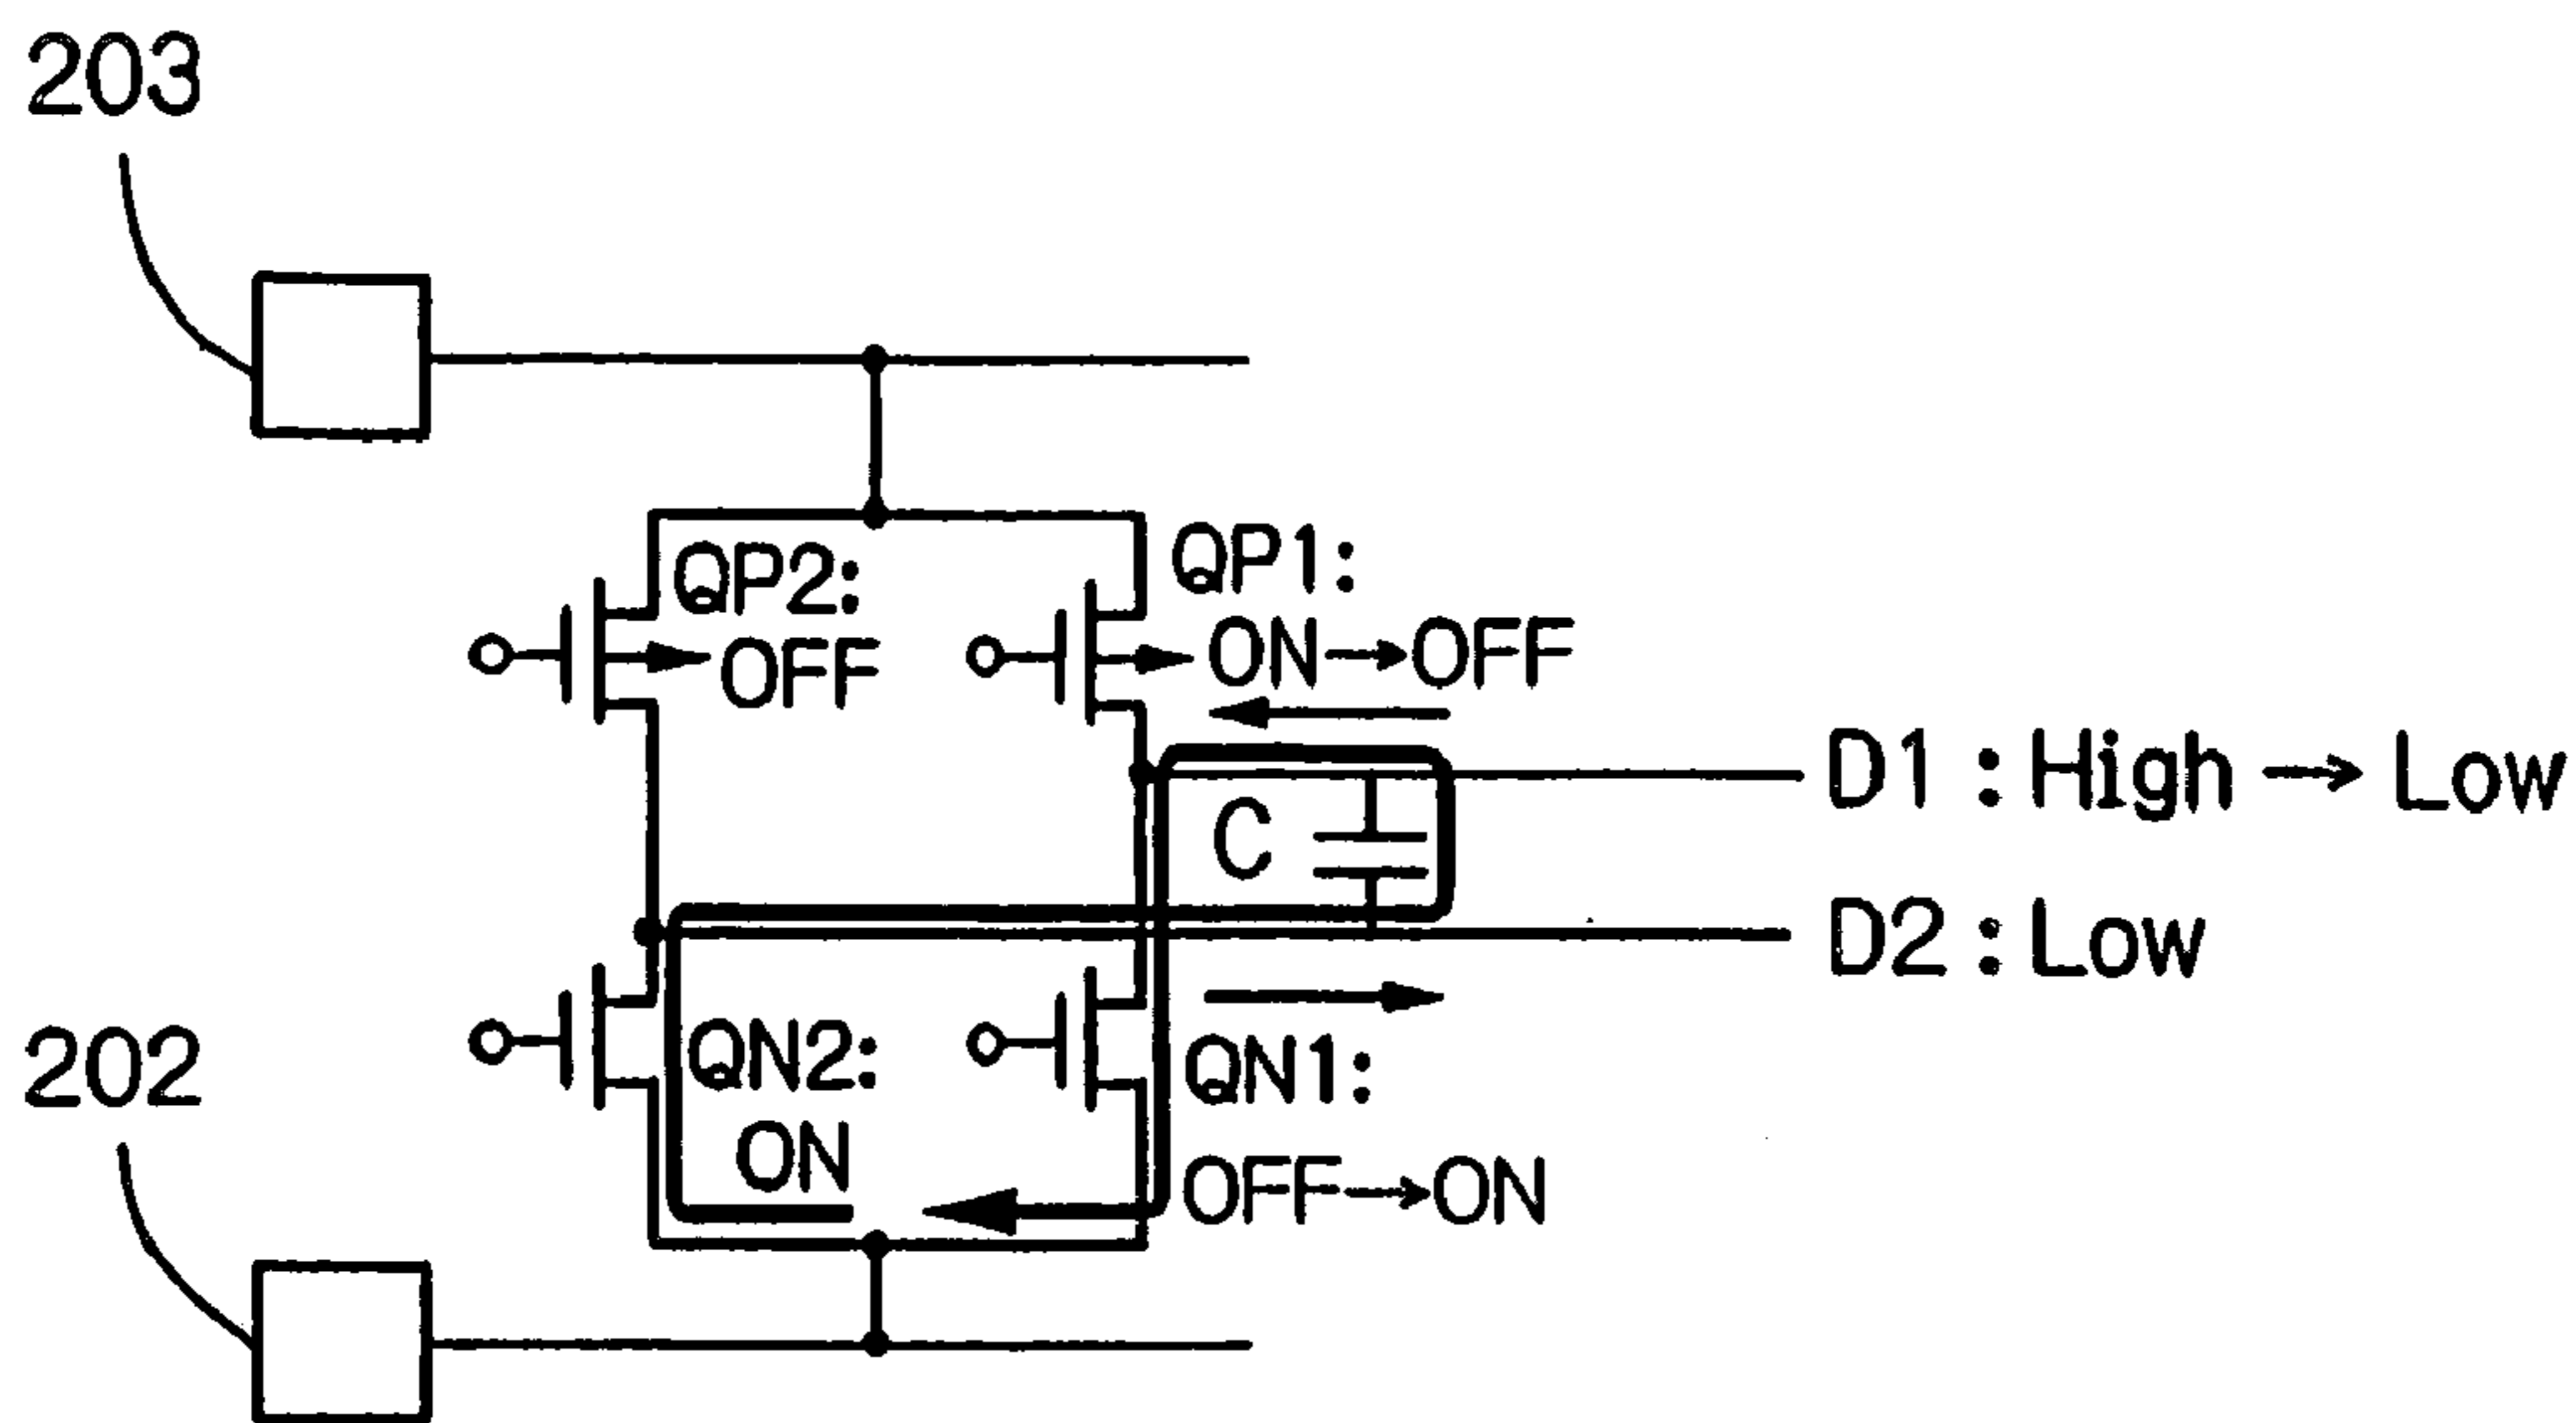 203
QP2:
OFF
QP1:
ON→OFF
D1:High→Low
C
D2:Low
202
QN2:
ON
QN1:
OFF→ON